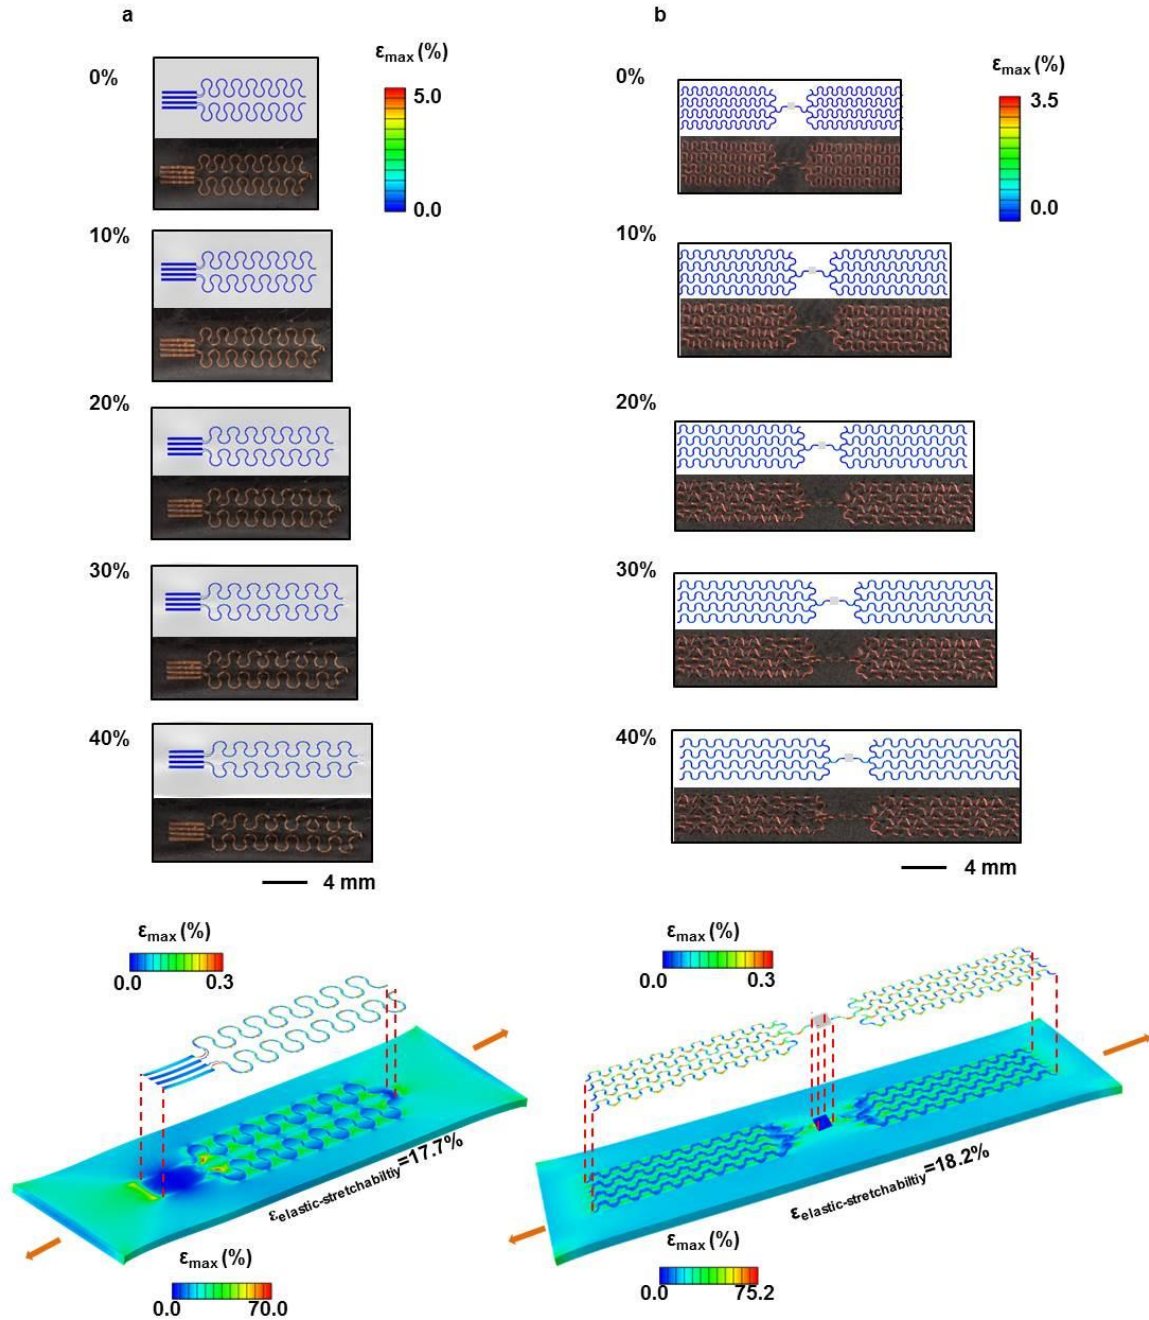 a
b
εmax (%)
0%
5.0
0.0
10%
20%
30%
40%
4 mm
εmax (%)
0%
3.5
0.0
10%
20%
30%
40%
4 mm
εmax (%)
0.0
0.3
εelastic-stretchabiltiy=17.7%
εmax (%)
0.0
70.0
εmax (%)
0.0
0.3
εelastic-stretchabiltiy=18.2%
εmax (%)
0.0
75.2